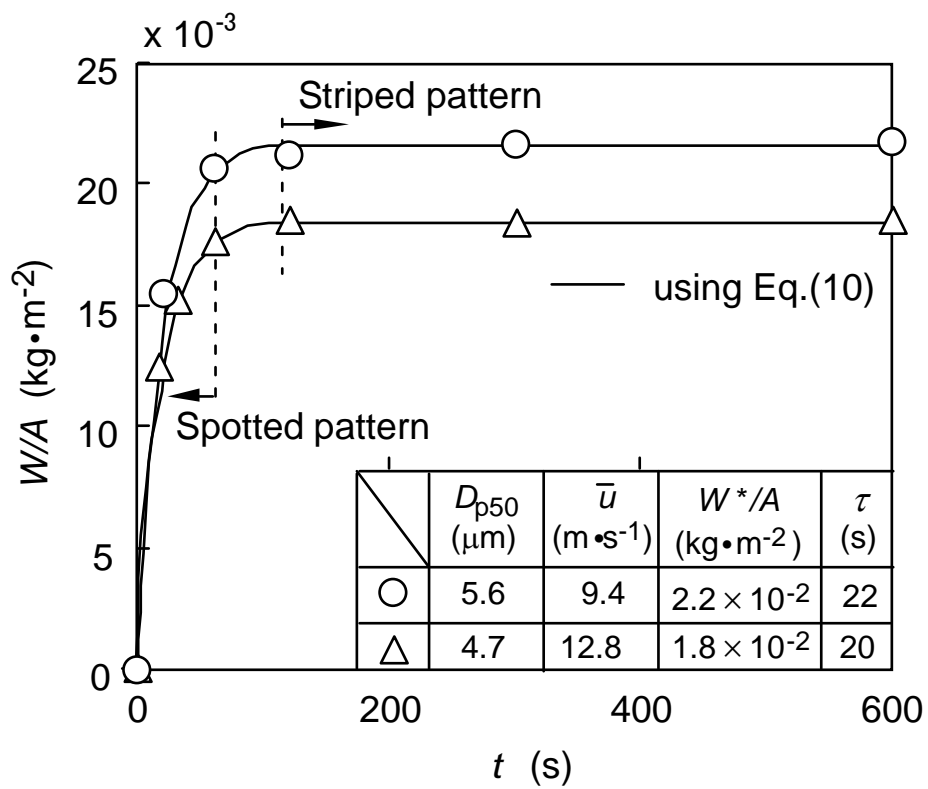 x 10⁻³
25
20
15
10
5
0
W/A (kg•m⁻²)
Striped pattern
using Eq.(10)
Spotted pattern
Dp50 (μm) ū (m•s⁻¹) W*/A (kg•m⁻²) τ (s)
○ 5.6 9.4 2.2 × 10⁻² 22
△ 4.7 12.8 1.8 × 10⁻² 20
0 200 400 600
t (s)